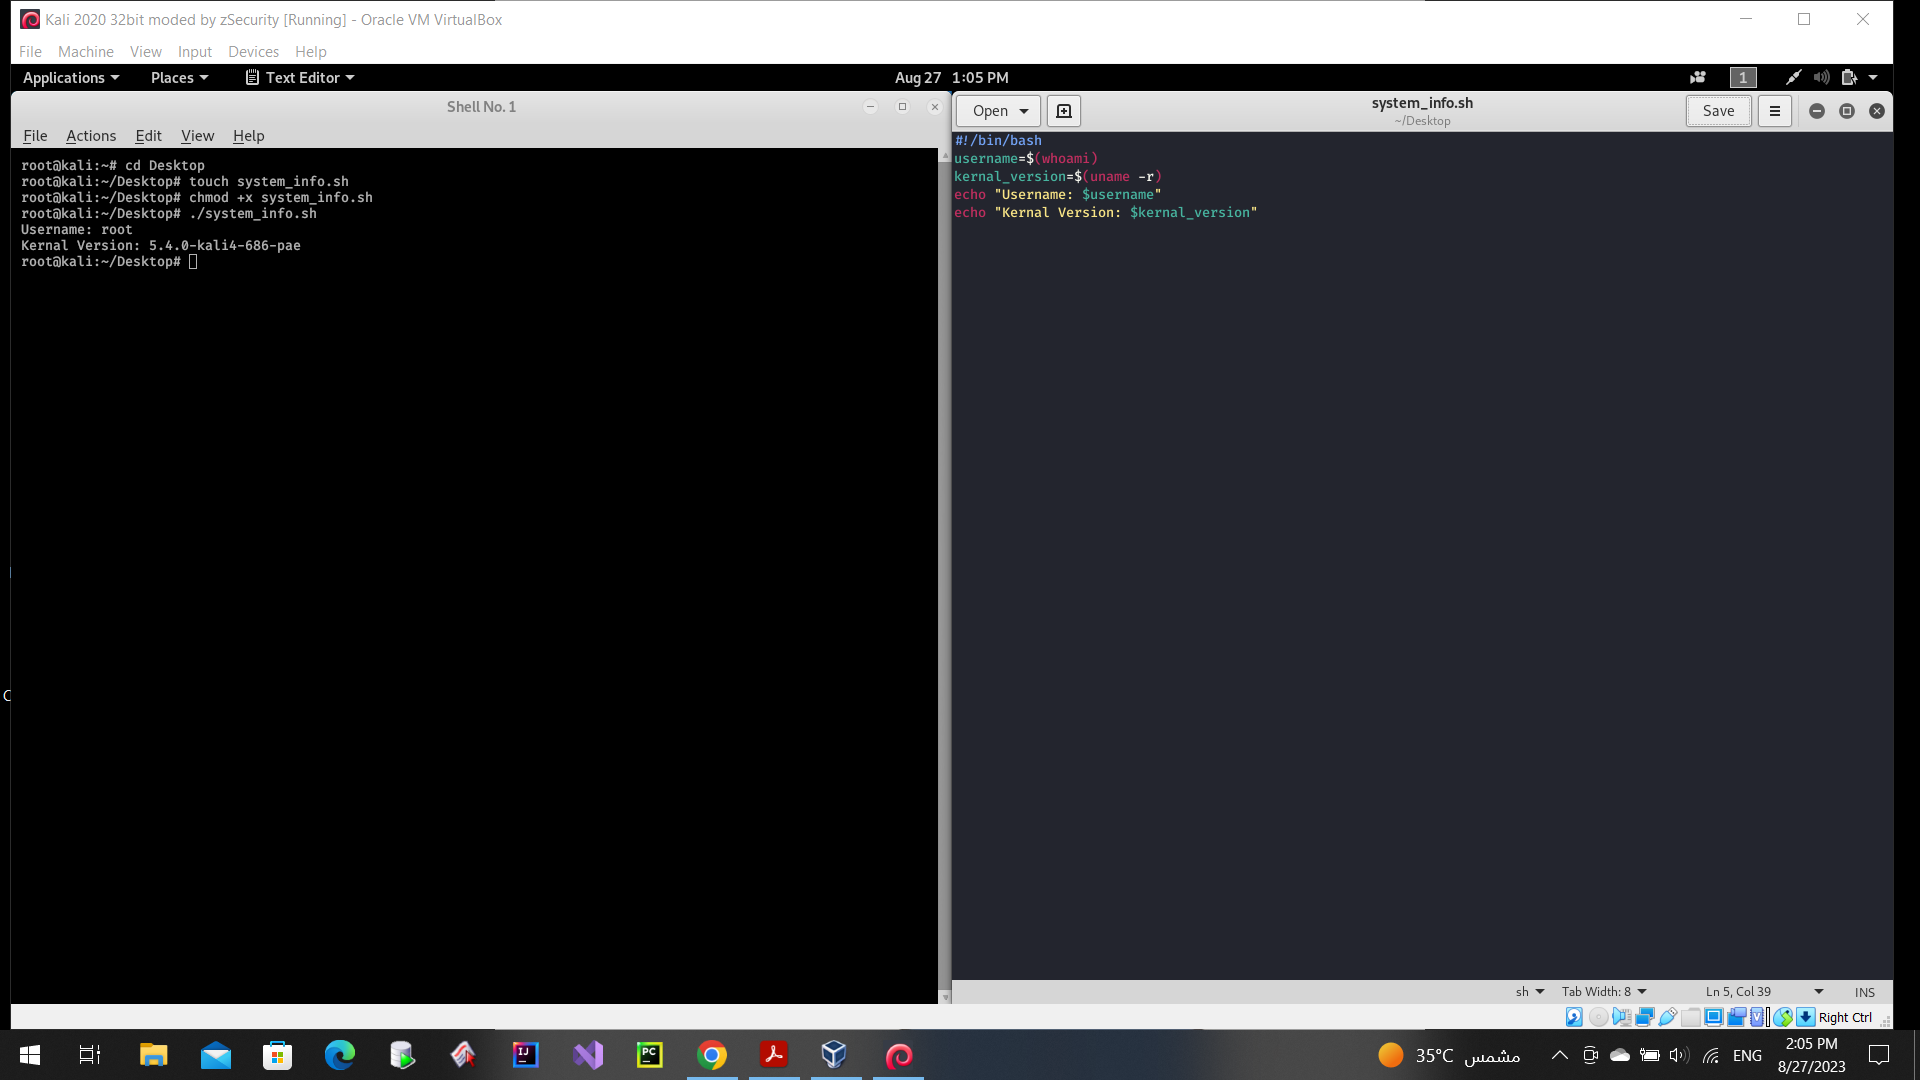 Kali 2020 32bit moded by zSecurity [Running] - Oracle VM VirtualBox
File Machine View Input Devices Help
Applications Places Text Editor Aug 27 1:05 PM 1
Shell No. 1
File Actions Edit View Help
root@kali:~# cd Desktop
root@kali:~/Desktop# touch system_info.sh
root@kali:~/Desktop# chmod +x system_info.sh
root@kali:~/Desktop# ./system_info.sh
Username: root
Kernal Version: 5.4.0-kali4-686-pae
root@kali:~/Desktop#
Open system_info.sh Save
~/Desktop
#!/bin/bash
username=$(whoami)
kernal_version=$(uname -r)
echo "Username: $username"
echo "Kernal Version: $kernal_version"
sh Tab Width: 8 Ln 5, Col 39 INS
Right Ctrl
C
IJ PC 35°C مشمس ENG 2:05 PM
8/27/2023